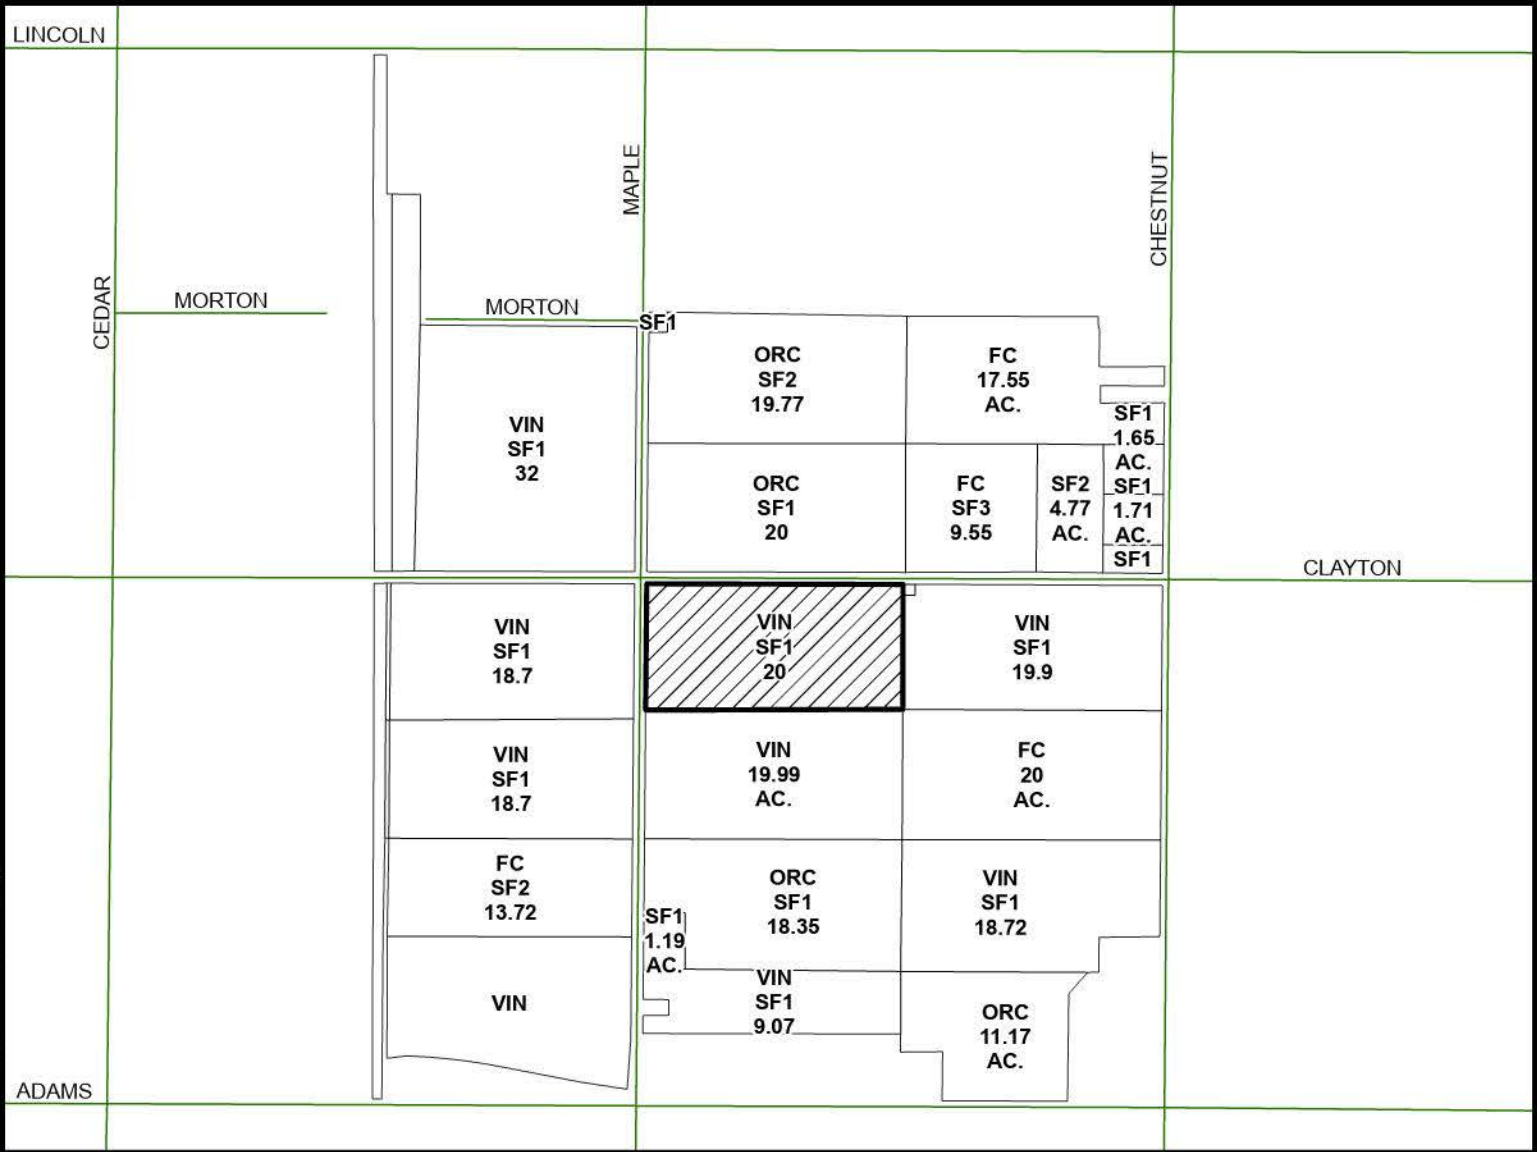 LINCOLN
MAPLE
CHESTNUT
CEDAR
MORTON
MORTON
SF1
ORC
SF2
19.77
FC
17.55
AC.
VIN
SF1
32
SF1
1.65
AC.
ORC
SF1
20
FC
SF3
9.55
SF2
4.77
AC.
SF1
1.71
AC.
SF1
CLAYTON
VIN
SF1
18.7
VIN
SF1
20
VIN
SF1
19.9
VIN
SF1
18.7
VIN
19.99
AC.
FC
20
AC.
FC
SF2
13.72
SF1
1.19
AC.
ORC
SF1
18.35
VIN
SF1
18.72
VIN
VIN
SF1
9.07
ORC
11.17
AC.
ADAMS